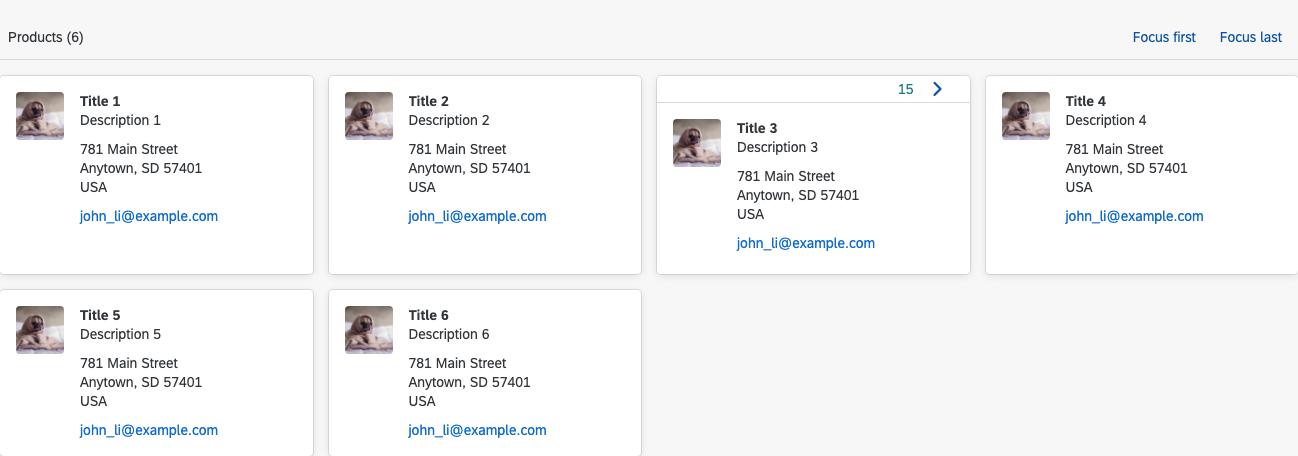 Products (6)
Focus first
Focus last
Title 1
Description 1
781 Main Street
Anytown, SD 57401
USA
john_li@example.com
Title 2
Description 2
781 Main Street
Anytown, SD 57401
USA
john_li@example.com
15
Title 3
Description 3
781 Main Street
Anytown, SD 57401
USA
john_li@example.com
Title 4
Description 4
781 Main Street
Anytown, SD 57401
USA
john_li@example.com
Title 5
Description 5
781 Main Street
Anytown, SD 57401
USA
john_li@example.com
Title 6
Description 6
781 Main Street
Anytown, SD 57401
USA
john_li@example.com